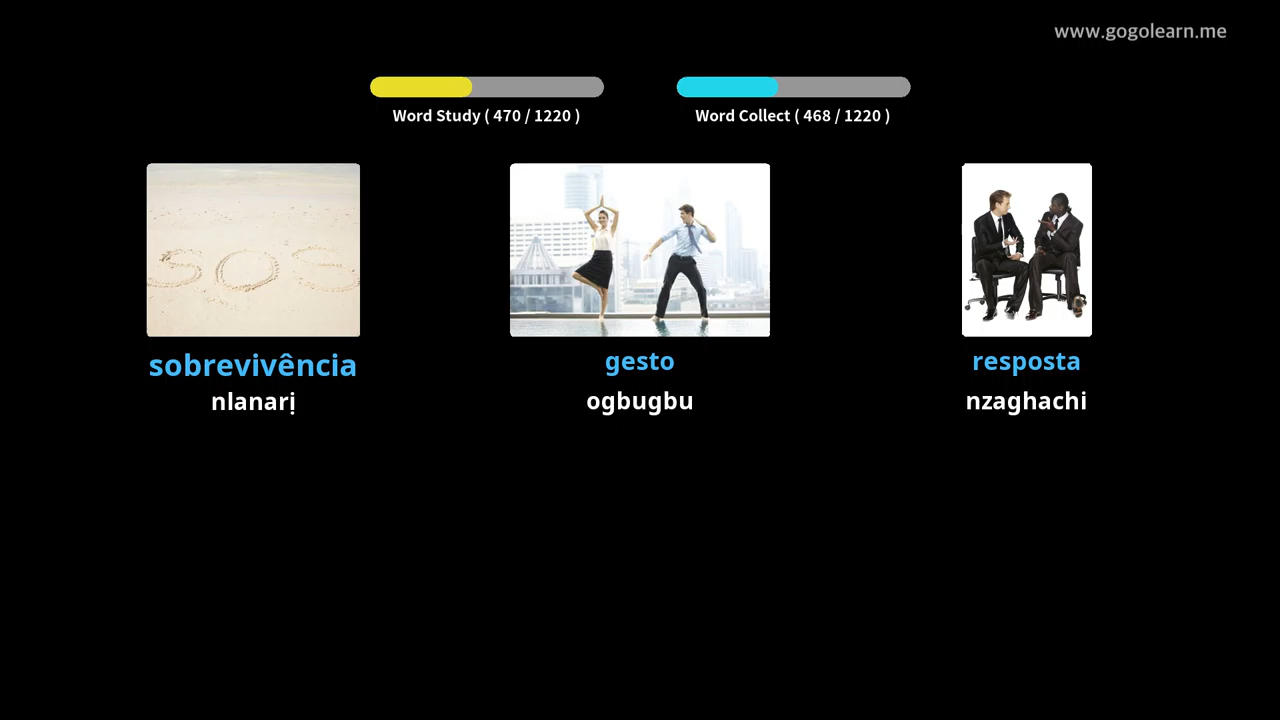 www.gogolearn.me
Word Study ( 470 / 1220 )
Word Collect ( 468 / 1220 )
SOS
sobrevivência
gesto
resposta
nlanarị
ogbugbu
nzaghachi